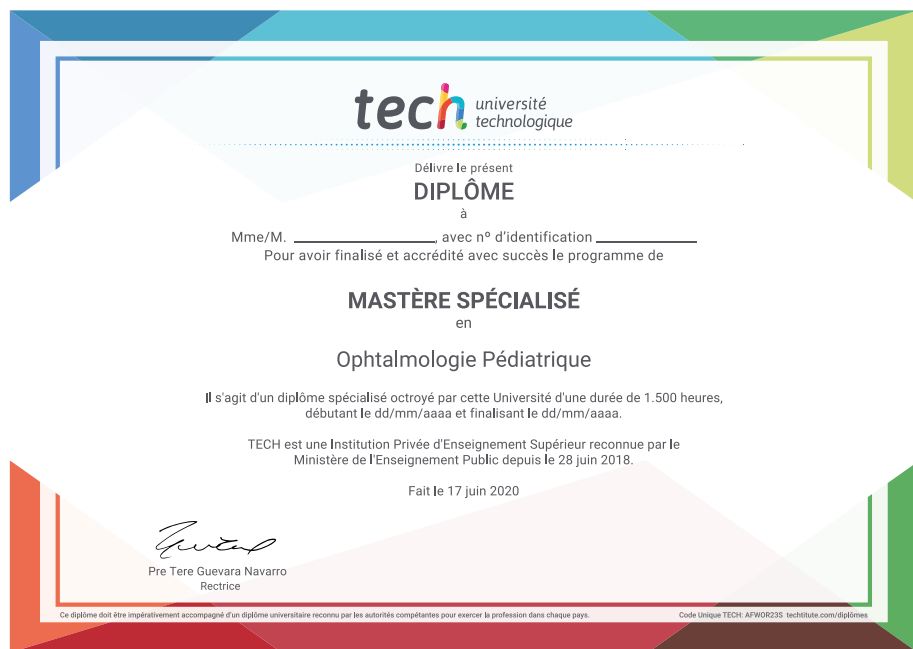 tech université
technologique
Délivre le présent
DIPLÔME
à
Mme/M. ____________, avec nº d'identification ____________
Pour avoir finalisé et accrédité avec succès le programme de
MASTÈRE SPÉCIALISÉ
en
Ophtalmologie Pédiatrique
Il s'agit d'un diplôme spécialisé octroyé par cette Université d'une durée de 1.500 heures,
débutant le dd/mm/aaaa et finalisant le dd/mm/aaaa.
TECH est une Institution Privée d'Enseignement Supérieur reconnue par le
Ministère de l'Enseignement Public depuis le 28 juin 2018.
Fait le 17 juin 2020
Pre Tere Guevara Navarro
Rectrice
Ce diplôme doit être impérativement accompagné d'un diplôme universitaire reconnu par les autorités compétantes pour exercer la profession dans chaque pays.
Code Unique TECH: AFWOR23S techtitute.com/diplômes